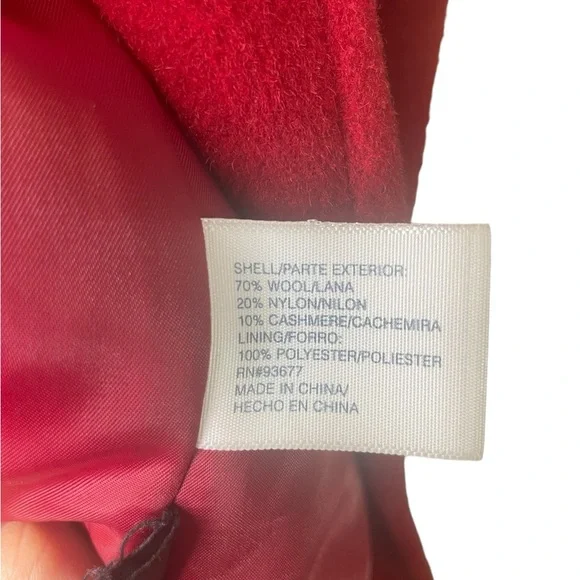 SHELL/PARTE EXTERIOR:
70% WOOL/LANA
20% NYLON/NILON
10% CASHMERE/CACHEMIRA
LINING/FORRO:
100% POLYESTER/POLIESTER
RN#93677
MADE IN CHINA/
HECHO EN CHINA